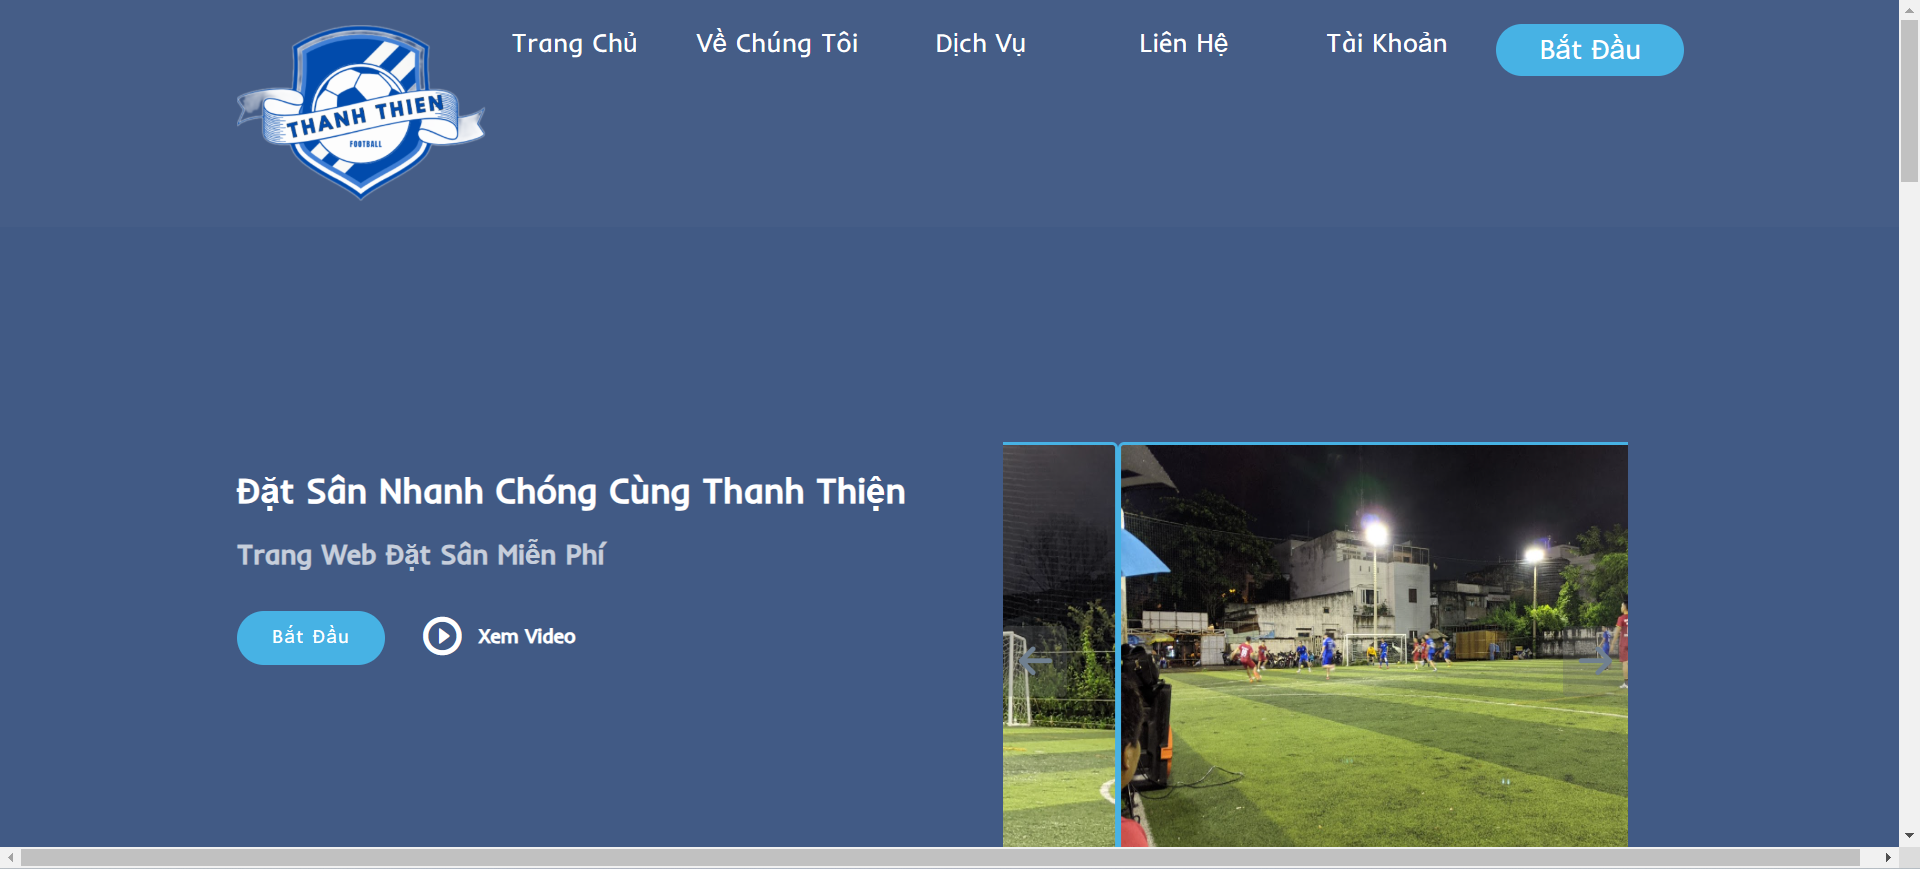 THANH THIEN
FOOTBALL
Trang Chủ
Về Chúng Tôi
Dịch Vụ
Liên Hệ
Tài Khoản
Bắt Đầu
Đặt Sân Nhanh Chóng Cùng Thanh Thiện
Trang Web Đặt Sân Miễn Phí
Bắt Đầu
Xem Video